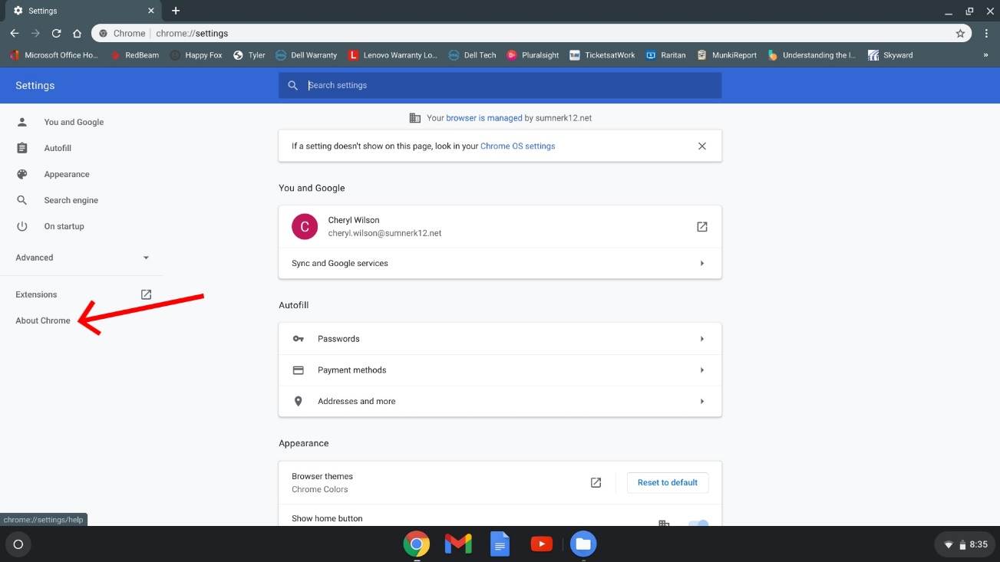 Settings
Chrome chrome://settings
Microsoft Office Ho... RedBeam Happy Fox Tyler Dell Warranty Lenovo Warranty Lo... Dell Tech Pluralsight TicketsatWork Raritan MunkiReport Understanding the I... Skyward »
Settings
Search settings
You and Google
Autofill
Appearance
Search engine
On startup
Advanced
Extensions
About Chrome
Your browser is managed by sumnerk12.net
If a setting doesn't show on this page, look in your Chrome OS settings
You and Google
C
Cheryl Wilson
cheryl.wilson@sumnerk12.net
Sync and Google services
Autofill
Passwords
Payment methods
Addresses and more
Appearance
Browser themes
Chrome Colors
Reset to default
Show home button
chrome://settings/help
8:35